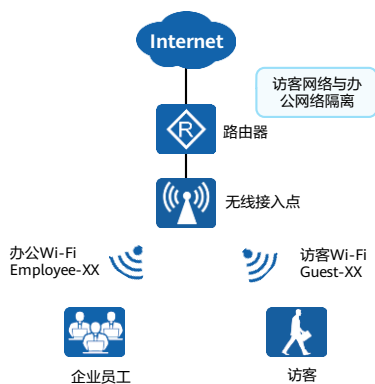 Internet
访客网络与办
公网络隔离
R
路由器
无线接入点
办公Wi-Fi
Employee-XX
访客Wi-Fi
Guest-XX
企业员工
访客